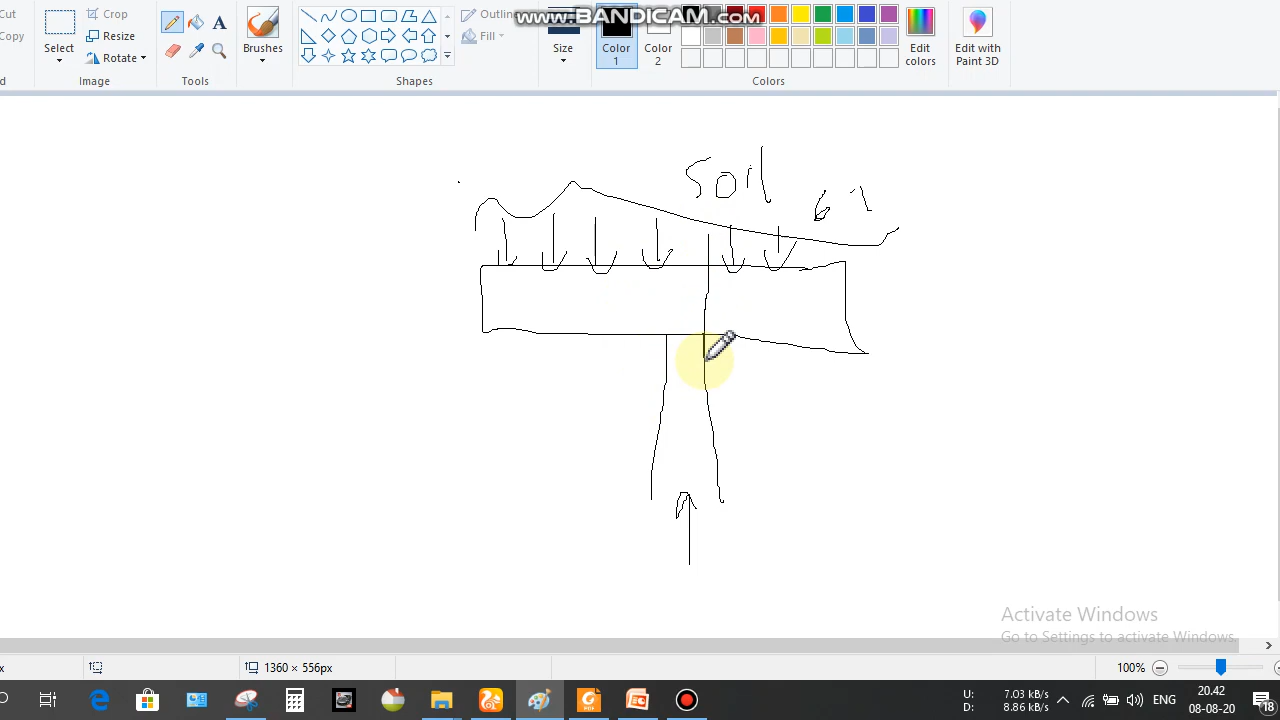 Crop
Outline
www.BANDICAM.com
Copy
Resize
Fill
Select
Rotate
Brushes
Size
Color
1
Color
2
Edit
colors
Edit with
Paint 3D
Image
Tools
Shapes
Colors
Soil
Activate Windows
Go to Settings to activate Windows.
1360 × 556px
100%
U: 7.03 kB/s
D: 8.86 kB/s
ENG
20.42
08-08-20
18